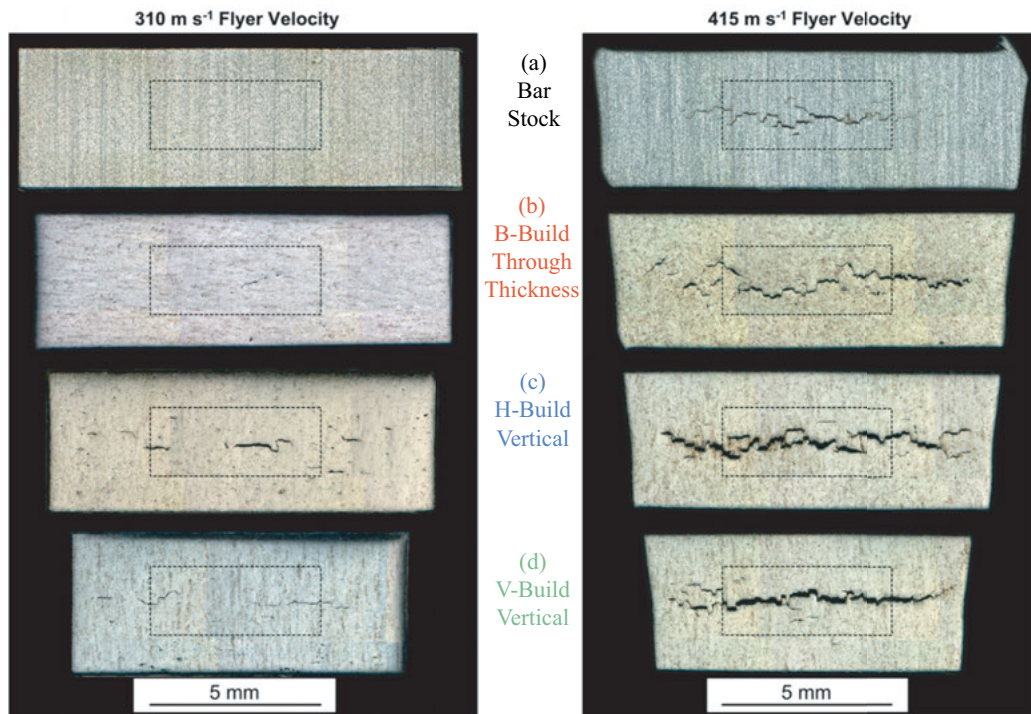 310 m s⁻¹ Flyer Velocity
415 m s⁻¹ Flyer Velocity
(a)
Bar
Stock
(b)
B-Build
Through
Thickness
(c)
H-Build
Vertical
(d)
V-Build
Vertical
5 mm
5 mm